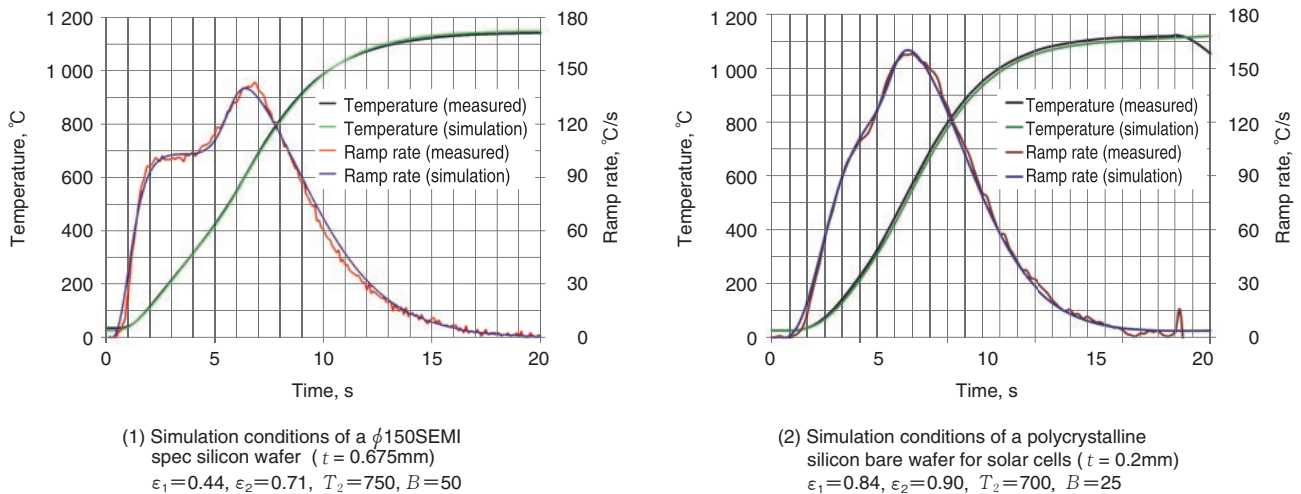 1 200
1 000
800
600
400
200
0
Temperature, ℃
180
150
120
90
60
30
0
Ramp rate, ℃/s
Temperature (measured)
Temperature (simulation)
Ramp rate (measured)
Ramp rate (simulation)
0 5 10 15 20
Time, s
(1) Simulation conditions of a ϕ150SEMI
spec silicon wafer ( t = 0.675mm)
ε1=0.44, ε2=0.71, T2=750, B=50
1 200
1 000
800
600
400
200
0
Temperature, ℃
180
150
120
90
60
30
0
Ramp rate, ℃/s
Temperature (measured)
Temperature (simulation)
Ramp rate (measured)
Ramp rate (simulation)
0 5 10 15 20
Time, s
(2) Simulation conditions of a polycrystalline
silicon bare wafer for solar cells ( t = 0.2mm)
ε1=0.84, ε2=0.90, T2=700, B=25